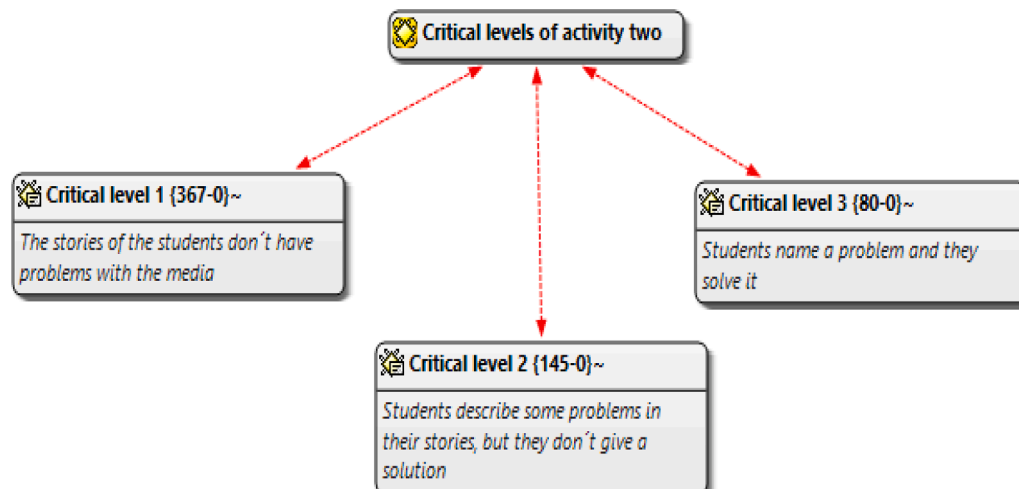 Critical levels of activity two
Critical level 1 {367-0}~
The stories of the students don´t have
problems with the media
Critical level 3 {80-0}~
Students name a problem and they
solve it
Critical level 2 {145-0}~
Students describe some problems in
their stories, but they don´t give a
solution